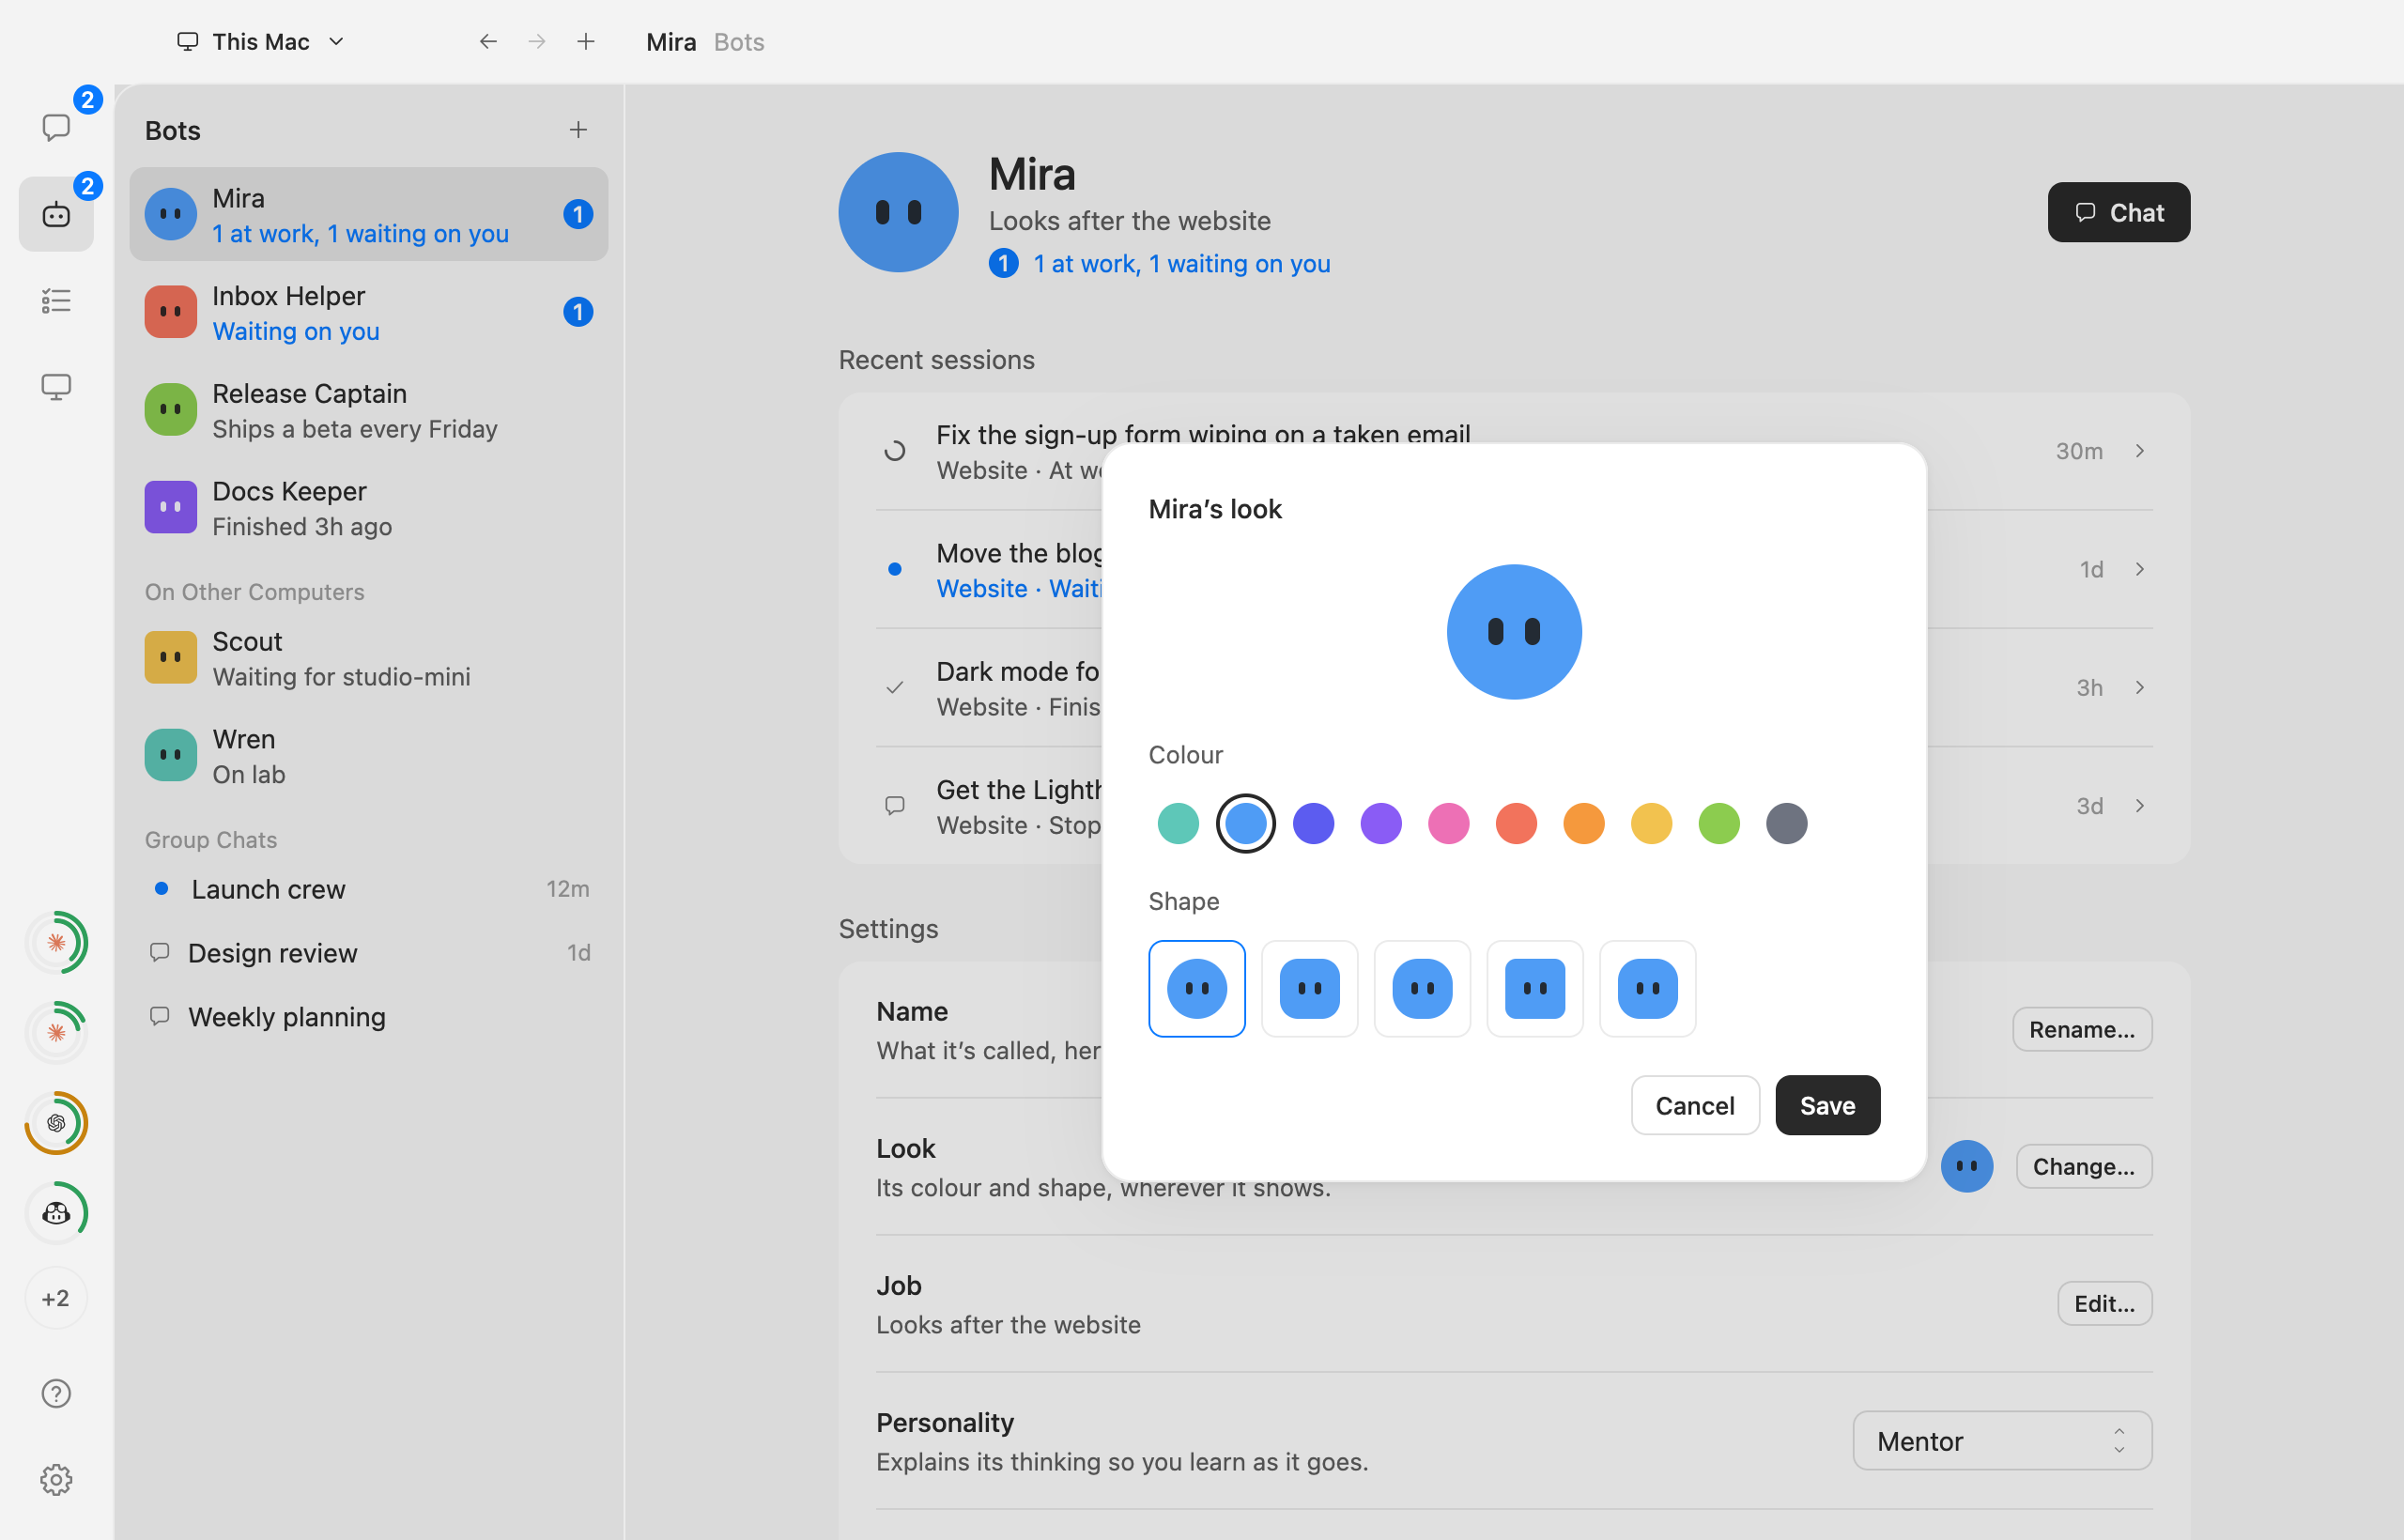 This Mac
Mira Bots
2
2
Bots
Mira
1 at work, 1 waiting on you
1
Inbox Helper
Waiting on you
1
Release Captain
Ships a beta every Friday
Docs Keeper
Finished 3h ago
On Other Computers
Scout
Waiting for studio-mini
Wren
On lab
Group Chats
Launch crew 12m
Design review 1d
Weekly planning
+2
Mira
Looks after the website
1 1 at work, 1 waiting on you
Chat
Recent sessions
Fix the sign-up form wiping on a taken email
Website · At
30m
Move the blog
Website ·
1d
Dark mode
Website ·
3h
Get the
Website ·
3d
Settings
Name
What it’s called,
Rename...
Look
Its colour and shape, wherever it shows.
Change...
Job
Looks after the website
Edit...
Personality
Explains its thinking so you learn as it goes.
Mentor
Mira’s look
Colour
Shape
Cancel
Save